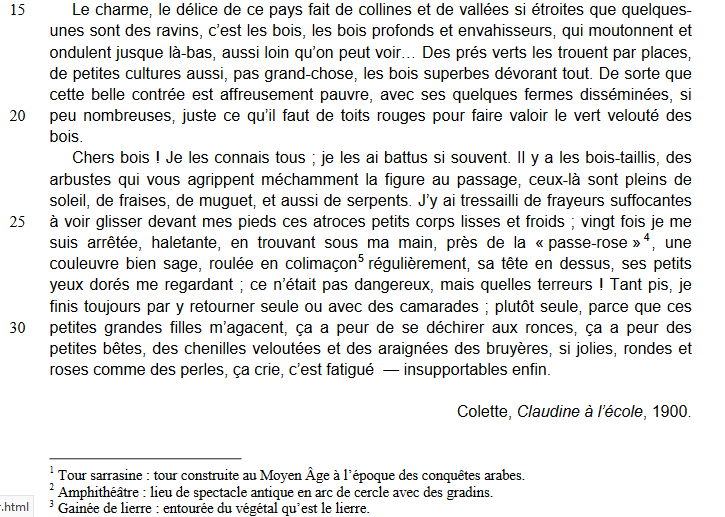 15 Le charme, le délice de ce pays fait de collines et de vallées si étroites que quelques-
unes sont des ravins, c’est les bois, les bois profonds et envahisseurs, qui moutonnent et
ondulent jusque là-bas, aussi loin qu’on peut voir… Des prés verts les trouent par places,
de petites cultures aussi, pas grand-chose, les bois superbes dévorant tout. De sorte que
cette belle contrée est affreusement pauvre, avec ses quelques fermes disséminées, si
20 peu nombreuses, juste ce qu’il faut de toits rouges pour faire valoir le vert velouté des
bois.
Chers bois ! Je les connais tous ; je les ai battus si souvent. Il y a les bois-taillis, des
arbustes qui vous agrippent méchamment la figure au passage, ceux-là sont pleins de
soleil, de fraises, de muguet, et aussi de serpents. J’y ai tressailli de frayeurs suffocantes
25 à voir glisser devant mes pieds ces atroces petits corps lisses et froids ; vingt fois je me
suis arrêtée, haletante, en trouvant sous ma main, près de la « passe-rose »⁴, une
couleuvre bien sage, roulée en colimaçon⁵ régulièrement, sa tête en dessus, ses petits
yeux dorés me regardant ; ce n’était pas dangereux, mais quelles terreurs ! Tant pis, je
finis toujours par y retourner seule ou avec des camarades ; plutôt seule, parce que ces
30 petites grandes filles m’agacent, ça a peur de se déchirer aux ronces, ça a peur des
petites bêtes, des chenilles veloutées et des araignées des bruyères, si jolies, rondes et
roses comme des perles, ça crie, c’est fatigué — insupportables enfin.
Colette, Claudine à l’école, 1900.
¹ Tour sarrasine : tour construite au Moyen Âge à l’époque des conquêtes arabes.
² Amphithéâtre : lieu de spectacle antique en arc de cercle avec des gradins.
r.html
³ Gainée de lierre : entourée du végétal qu’est le lierre.